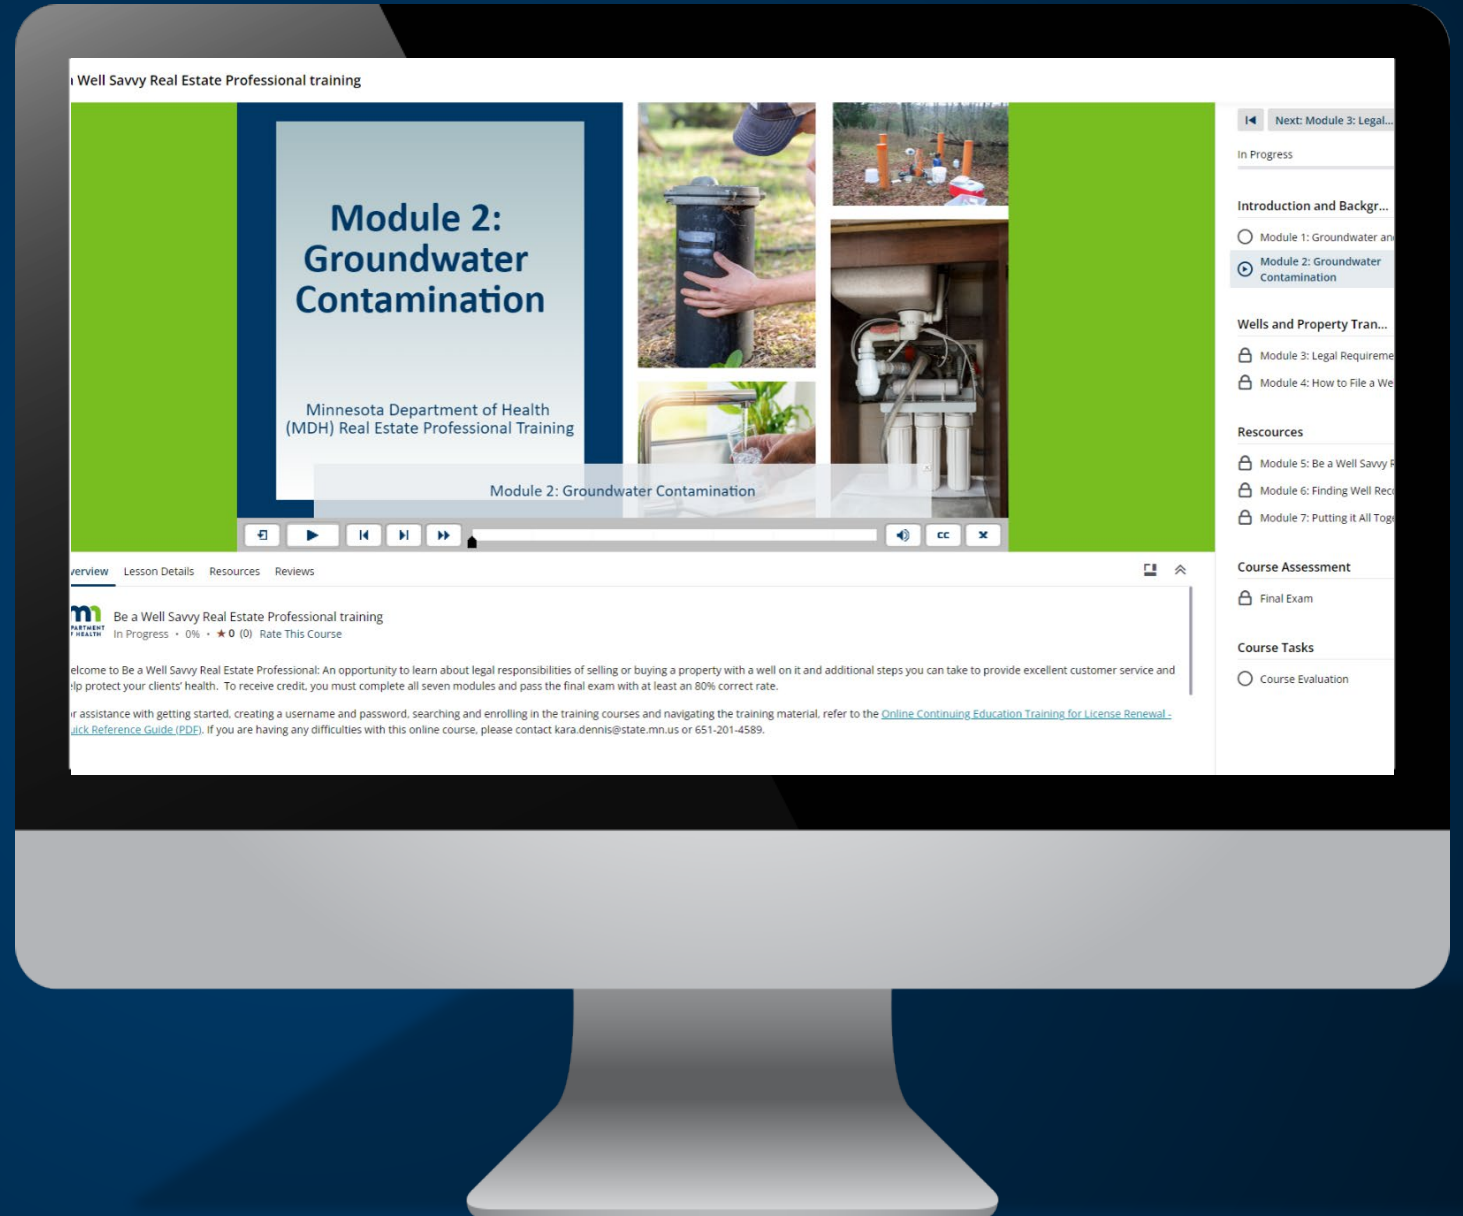 Well Savvy Real Estate Professional training
Module 2:
Groundwater
Contamination
Minnesota Department of Health
(MDH) Real Estate Professional Training
Module 2: Groundwater Contamination
CC
Next: Module 3: Legal...
In Progress
Introduction and Backgr...
Module 1: Groundwater an
Module 2: Groundwater
Contamination
Wells and Property Tran...
Module 3: Legal Requireme
Module 4: How to File a We
Rescources
Module 5: Be a Well Savvy
Module 6: Finding Well Rec
Module 7: Putting it All Tog
Course Assessment
Final Exam
Course Tasks
Course Evaluation
verview Lesson Details Resources Reviews
PARTMENT
HEALTH
Be a Well Savvy Real Estate Professional training
In Progress • 0% • ★ 0 (0) Rate This Course
elcome to Be a Well Savvy Real Estate Professional: An opportunity to learn about legal responsibilities of selling or buying a property with a well on it and additional steps you can take to provide excellent customer service and
lp protect your clients' health. To receive credit, you must complete all seven modules and pass the final exam with at least an 80% correct rate.
r assistance with getting started, creating a username and password, searching and enrolling in the training courses and navigating the training material, refer to the Online Continuing Education Training for License Renewal -
uick Reference Guide (PDF). If you are having any difficulties with this online course, please contact kara.dennis@state.mn.us or 651-201-4589.